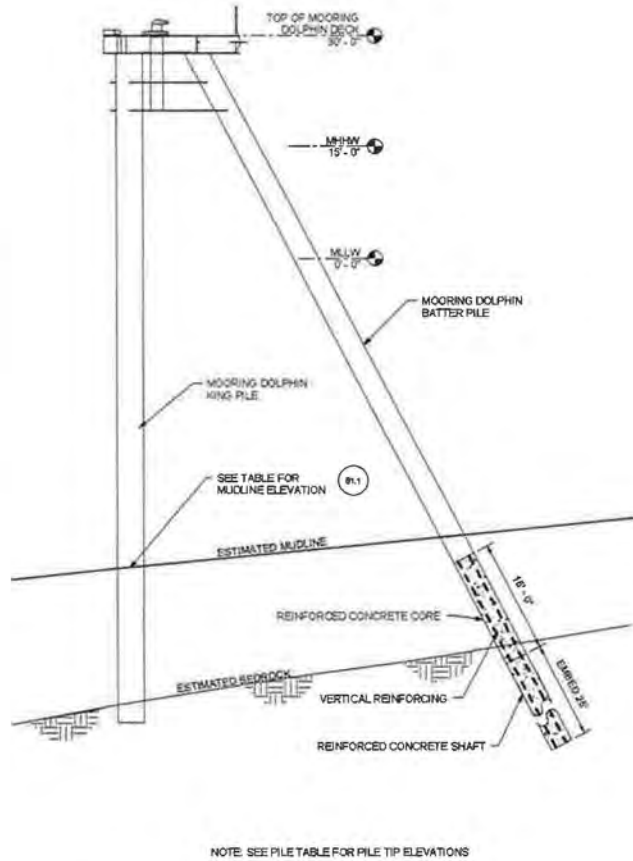 TOP OF MOORING
DOLPHIN DECK
30' - 0"
MHHW
15' - 0"
MLLW
0' - 0"
MOORING DOLPHIN
BATTER PILE
MOORING DOLPHIN
KING PILE
SEE TABLE FOR
MUDLINE ELEVATION
ESTIMATED MUDLINE
16' - 0"
REINFORCED CONCRETE CORE
EMBED 25'
ESTIMATED BEDROCK
VERTICAL REINFORCING
REINFORCED CONCRETE SHAFT
NOTE: SEE PILE TABLE FOR PILE TIP ELEVATIONS